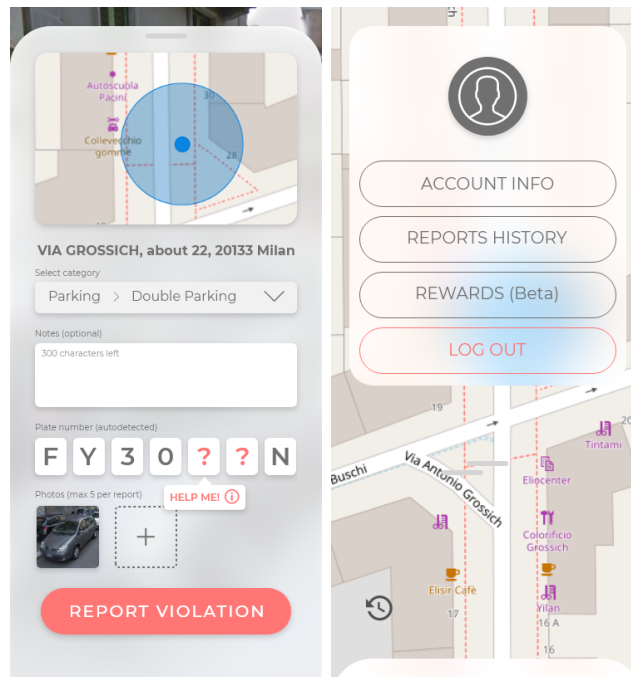 Autoscuola
Pacini
30
Collevecchio
gomme
28
VIA GROSSICH, about 22, 20133 Milan
Select category
Parking > Double Parking
Notes (optional)
300 characters left
Plate number (autodetected)
F Y 3 0 ? ? N
HELP ME! i
Photos (max 5 per report)
+
REPORT VIOLATION
ACCOUNT INFO
REPORTS HISTORY
REWARDS (Beta)
LOG OUT
19
20
Tintami
Buschi
Via Antonio Grossich
Eliocenter
Colorificio
Grossich
Elisir Cafè
17
Yilan
16 A
16